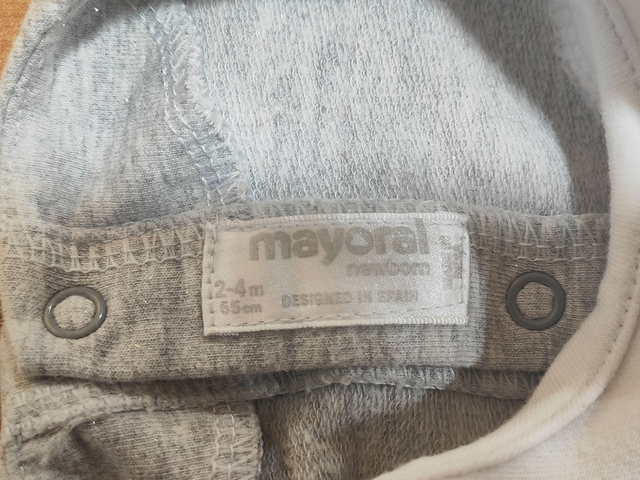 mayoral
newborn
2-4m
65cm
DESIGNED IN SPAIN